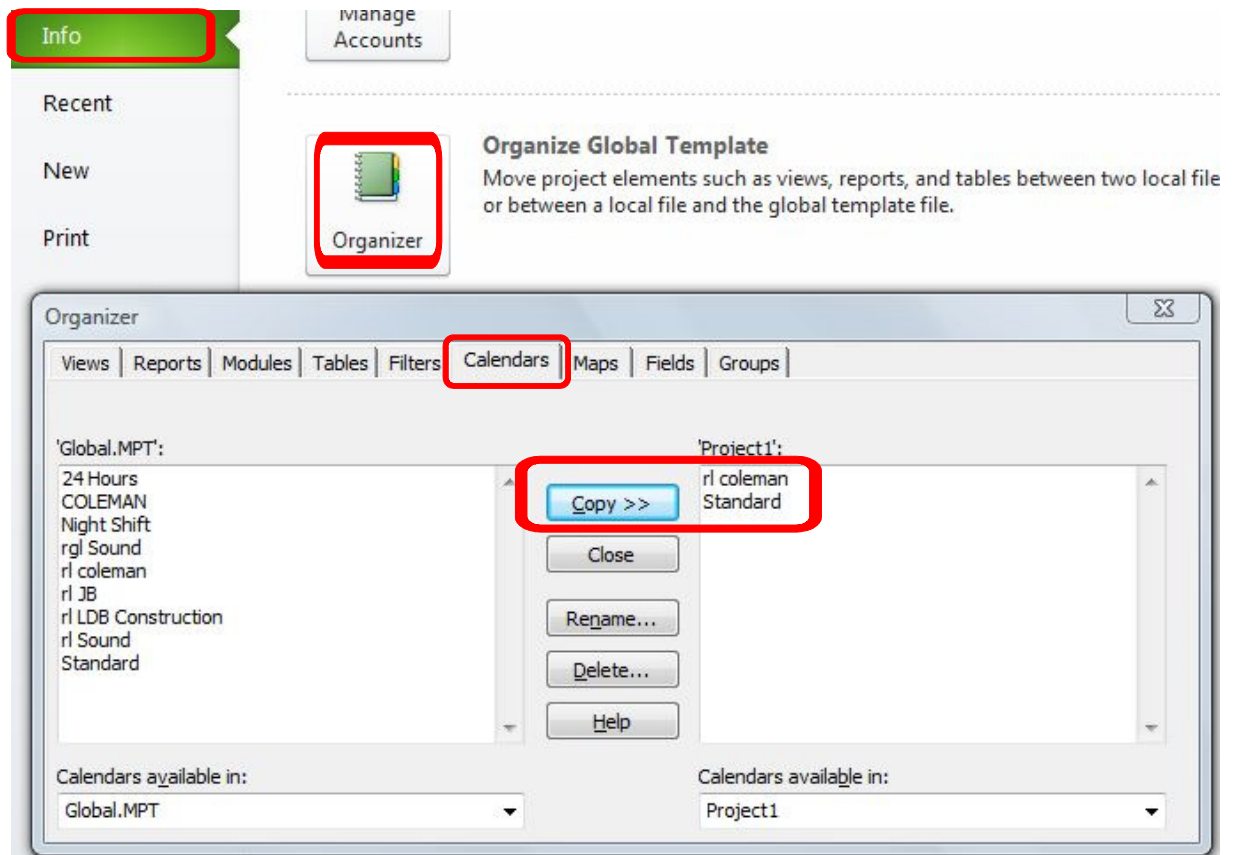 Info
Recent
New
Print
Manage
Accounts
Organizer
Organize Global Template
Move project elements such as views, reports, and tables between two local file
or between a local file and the global template file.
Organizer
Views Reports Modules Tables Filters Calendars Maps Fields Groups
'Global.MPT':
24 Hours
COLEMAN
Night Shift
rgl Sound
rl coleman
rl JB
rl LDB Construction
rl Sound
Standard
Copy >>
Close
Rename...
Delete...
Help
'Project1':
rl coleman
Standard
Calendars available in:
Global.MPT
Calendars available in:
Project1